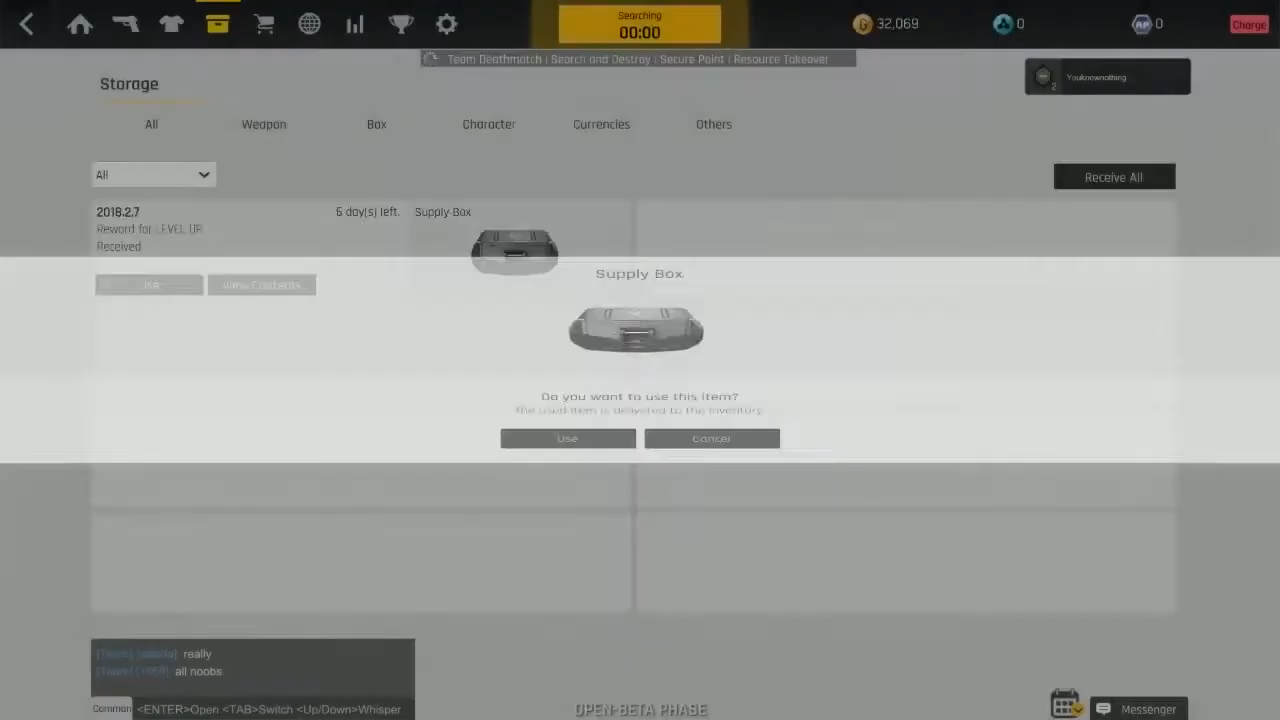 Searching
00:00
32,069
0
0
Charge
Team Deathmatch | Search and Destroy | Secure Point | Resource Takeover
Storage
2
Youknownothing
All
Weapon
Box
Character
Currencies
Others
All
Receive All
2018.2.7
6 day(s) left.
Supply Box
Reward for LEVEL UP
Received
View Contents
Supply Box
Do you want to use this item?
The used item is delivered to the inventory.
Use
Cancel
really
all noobs
Common
<ENTER>Open <TAB>Switch <Up/Down>Whisper
OPEN-BETA PHASE
Messenger